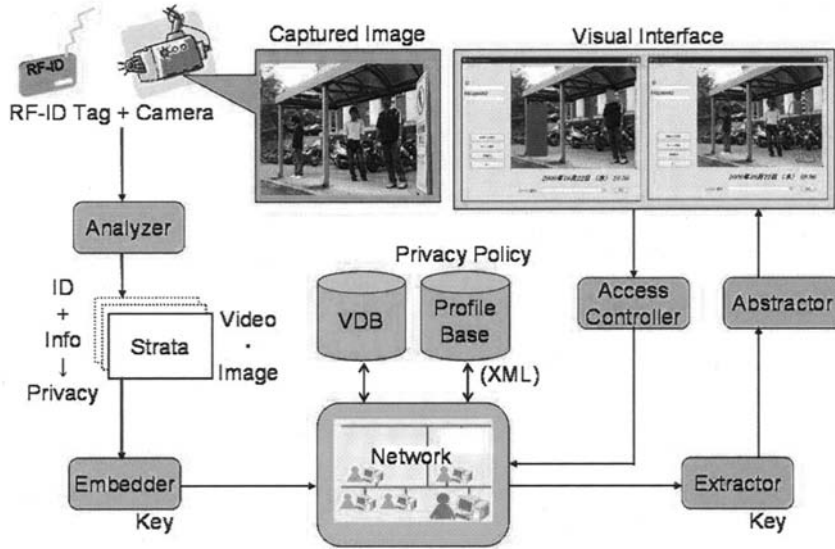 Captured Image
Visual Interface
RF-ID
RF-ID Tag + Camera
Analyzer
Privacy Policy
ID
+
Info
↓
Privacy
Strata
Video
・
Image
VDB
Profile
Base
Access
Controller
Abstractor
(XML)
Network
Embedder
Key
Extractor
Key